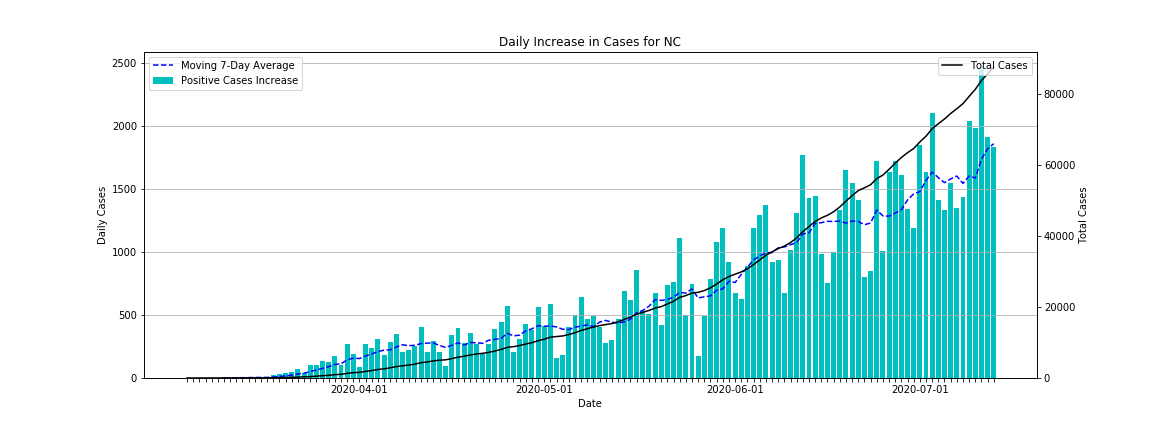 Daily Increase in Cases for NC
Moving 7-Day Average
Positive Cases Increase
Total Cases
2500
2000
1500
1000
500
0
Daily Cases
80000
60000
40000
20000
0
Total Cases
2020-04-01
2020-05-01
2020-06-01
2020-07-01
Date